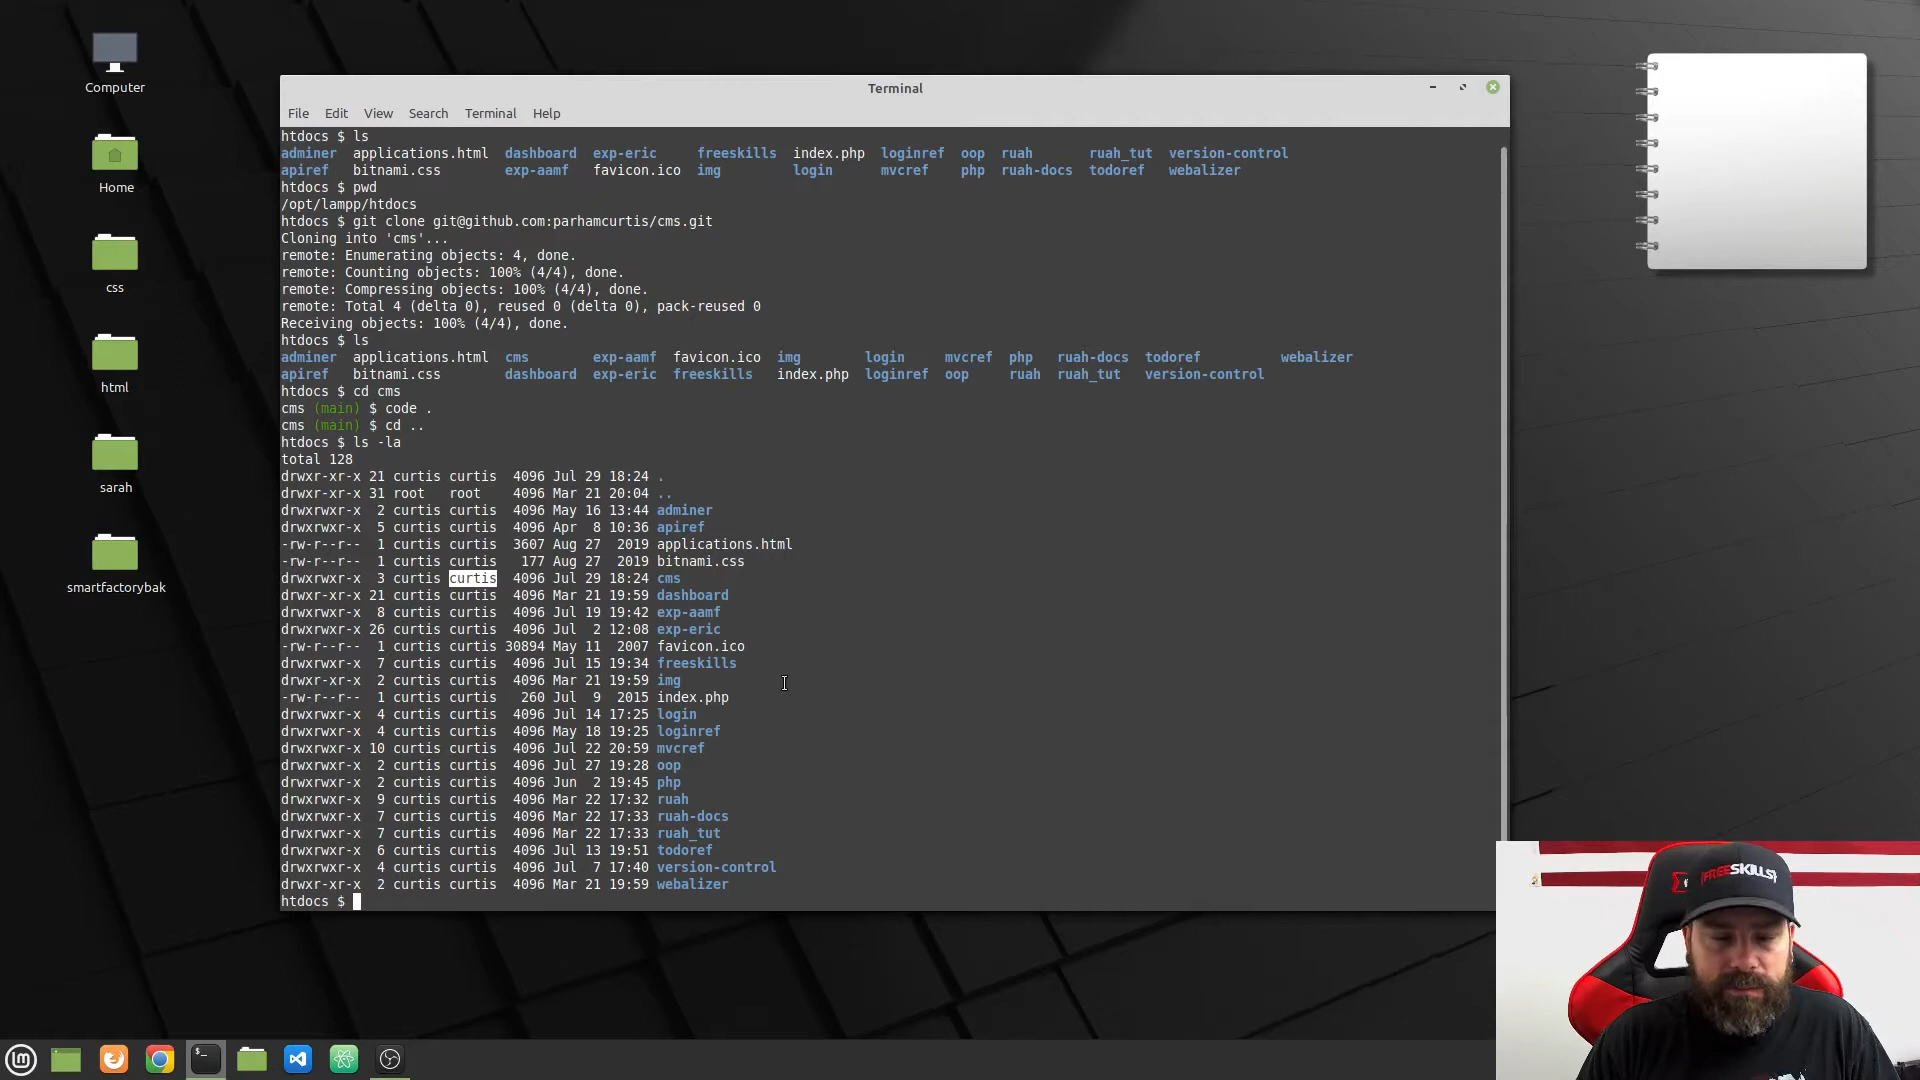 Computer
Home
css
html
sarah
smartfactorybak
Terminal
File Edit View Search Terminal Help
htdocs $ ls
adminer applications.html dashboard exp-eric freeskills index.php loginref oop ruah ruah_tut version-control
apiref bitnami.css exp-aamf favicon.ico img login mvcref php ruah-docs todoref webalizer
htdocs $ pwd
/opt/lampp/htdocs
htdocs $ git clone git@github.com:parhamcurtis/cms.git
Cloning into 'cms'...
remote: Enumerating objects: 4, done.
remote: Counting objects: 100% (4/4), done.
remote: Compressing objects: 100% (4/4), done.
remote: Total 4 (delta 0), reused 0 (delta 0), pack-reused 0
Receiving objects: 100% (4/4), done.
htdocs $ ls
adminer applications.html cms exp-aamf favicon.ico img login mvcref php ruah-docs todoref webalizer
apiref bitnami.css dashboard exp-eric freeskills index.php loginref oop ruah ruah_tut version-control
htdocs $ cd cms
cms (main) $ code .
cms (main) $ cd ..
htdocs $ ls -la
total 128
drwxr-xr-x 21 curtis curtis 4096 Jul 29 18:24 .
drwxr-xr-x 31 root root 4096 Mar 21 20:04 ..
drwxrwxr-x 2 curtis curtis 4096 May 16 13:44 adminer
drwxrwxr-x 5 curtis curtis 4096 Apr 8 10:36 apiref
-rw-r--r-- 1 curtis curtis 3607 Aug 27 2019 applications.html
-rw-r--r-- 1 curtis curtis 177 Aug 27 2019 bitnami.css
drwxrwxr-x 3 curtis curtis 4096 Jul 29 18:24 cms
drwxr-xr-x 21 curtis curtis 4096 Mar 21 19:59 dashboard
drwxrwxr-x 8 curtis curtis 4096 Jul 19 19:42 exp-aamf
drwxrwxr-x 26 curtis curtis 4096 Jul 2 12:08 exp-eric
-rw-r--r-- 1 curtis curtis 30894 May 11 2007 favicon.ico
drwxrwxr-x 7 curtis curtis 4096 Jul 15 19:34 freeskills
drwxr-xr-x 2 curtis curtis 4096 Mar 21 19:59 img
-rw-r--r-- 1 curtis curtis 260 Jul 9 2015 index.php
drwxrwxr-x 4 curtis curtis 4096 Jul 14 17:25 login
drwxrwxr-x 4 curtis curtis 4096 May 18 19:25 loginref
drwxrwxr-x 10 curtis curtis 4096 Jul 22 20:59 mvcref
drwxrwxr-x 2 curtis curtis 4096 Jul 27 19:28 oop
drwxrwxr-x 2 curtis curtis 4096 Jun 2 19:45 php
drwxrwxr-x 9 curtis curtis 4096 Mar 22 17:32 ruah
drwxrwxr-x 7 curtis curtis 4096 Mar 22 17:33 ruah-docs
drwxrwxr-x 7 curtis curtis 4096 Mar 22 17:33 ruah_tut
drwxrwxr-x 6 curtis curtis 4096 Jul 13 19:51 todoref
drwxrwxr-x 4 curtis curtis 4096 Jul 7 17:40 version-control
drwxr-xr-x 2 curtis curtis 4096 Mar 21 19:59 webalizer
htdocs $
FREESKILLS